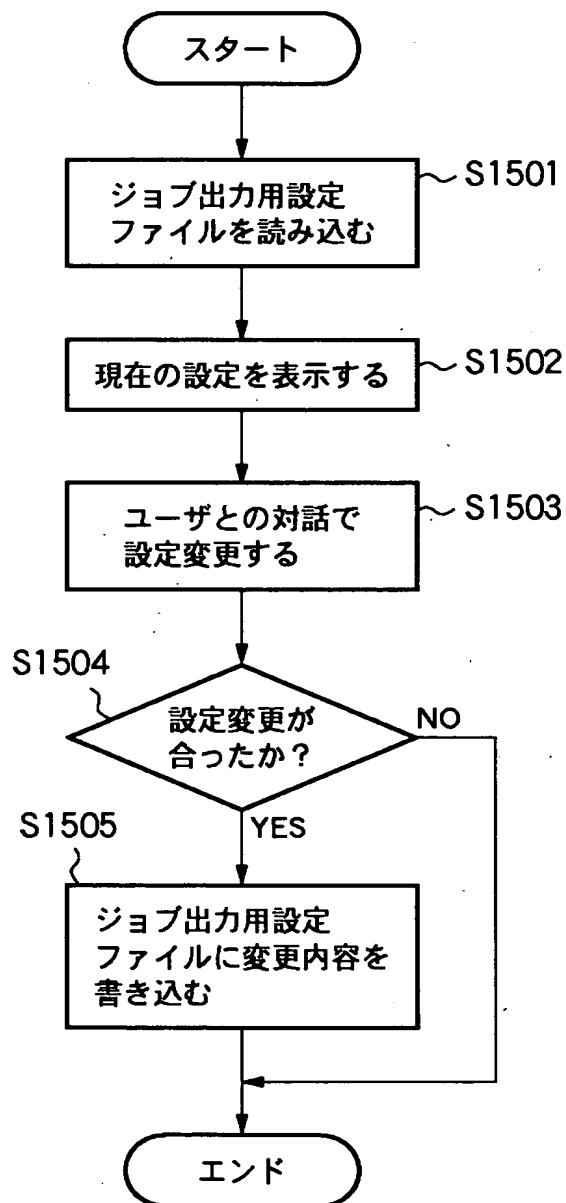 スタート
ジョブ出力用設定
ファイルを読み込む
S1501
現在の設定を表示する
S1502
ユーザとの対話で
設定変更する
S1503
S1504
設定変更が
合ったか？
NO
YES
S1505
ジョブ出力用設定
ファイルに変更内容を
書き込む
エンド